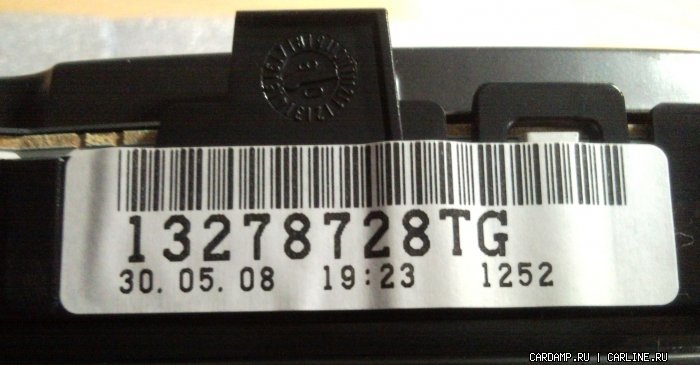 13278728TG
30.05.08 19:23 1252
CARDAMP.RU | CARLINE.RU